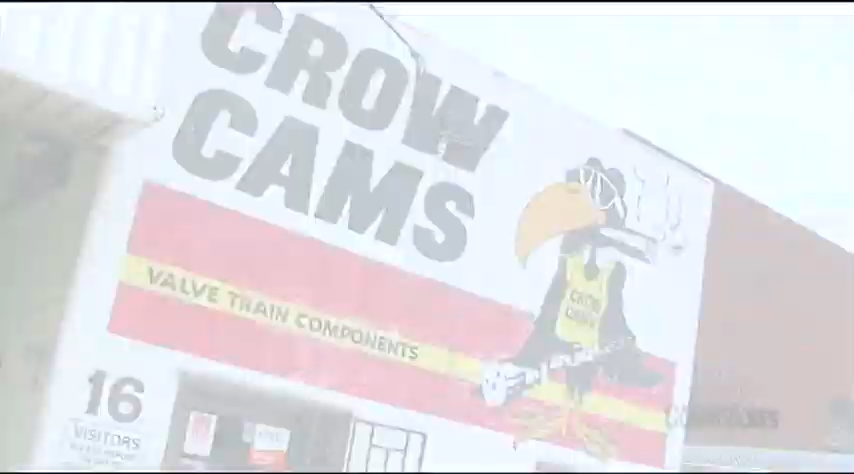 CROW
CAMS
VALVE TRAIN COMPONENTS
CROW
CAMS
16
VISITORS